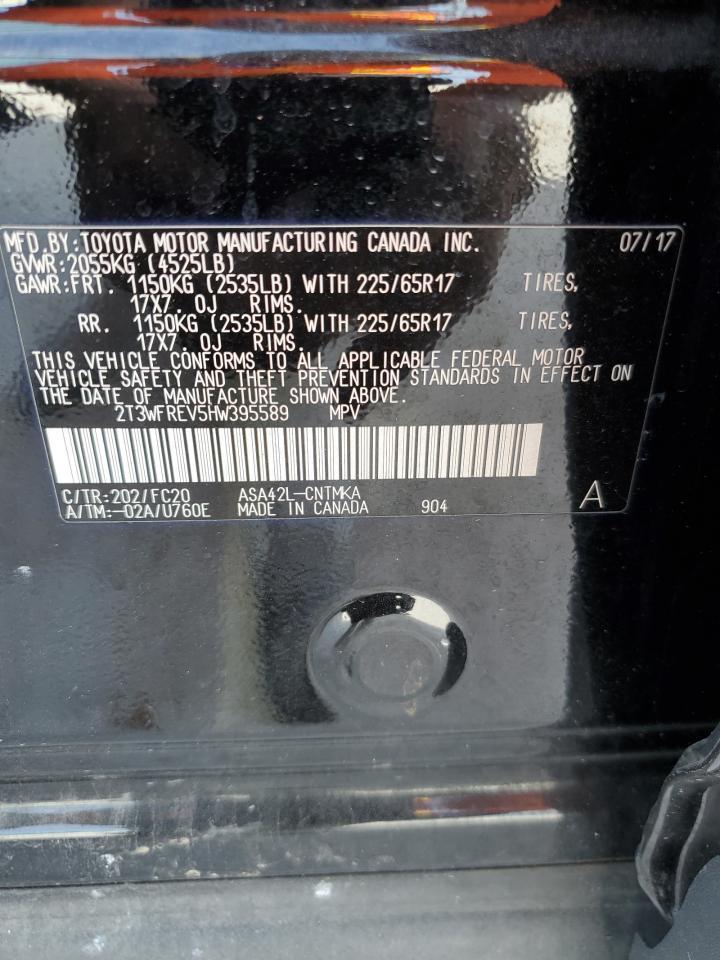 MFD.BY:TOYOTA MOTOR MANUFACTURING CANADA INC. 07/17
GVWR:2055KG (4525LB)
GAWR:FRT. 1150KG (2535LB) WITH 225/65R17 TIRES,
17X7.0J RIMS.
RR. 1150KG (2535LB) WITH 225/65R17 TIRES,
17X7.0J RIMS.
THIS VEHICLE CONFORMS TO ALL APPLICABLE FEDERAL MOTOR
VEHICLE SAFETY AND THEFT PREVENTION STANDARDS IN EFFECT ON
THE DATE OF MANUFACTURE SHOWN ABOVE.
2T3WFREV5HW395589 MPV
C/TR:202/FC20 ASA42L-CNTMKA
A/TM:-02A/U760E MADE IN CANADA 904 A